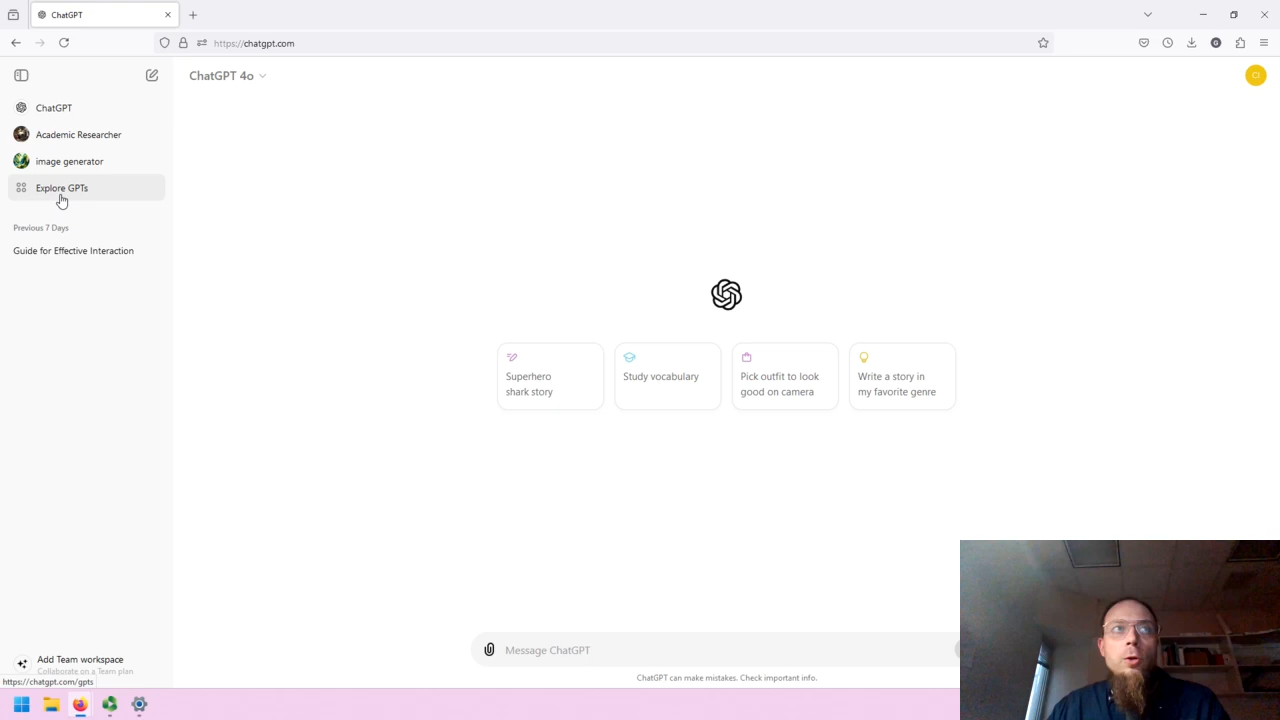 ChatGPT
https://chatgpt.com
ChatGPT 4o
CI
ChatGPT
Academic Researcher
image generator
Explore GPTs
Previous 7 Days
Guide for Effective Interaction
Superhero
shark story
Study vocabulary
Pick outfit to look
good on camera
Write a story in
my favorite genre
Message ChatGPT
ChatGPT can make mistakes. Check important info.
Add Team workspace
Collaborate on a Team plan
https://chatgpt.com/gpts